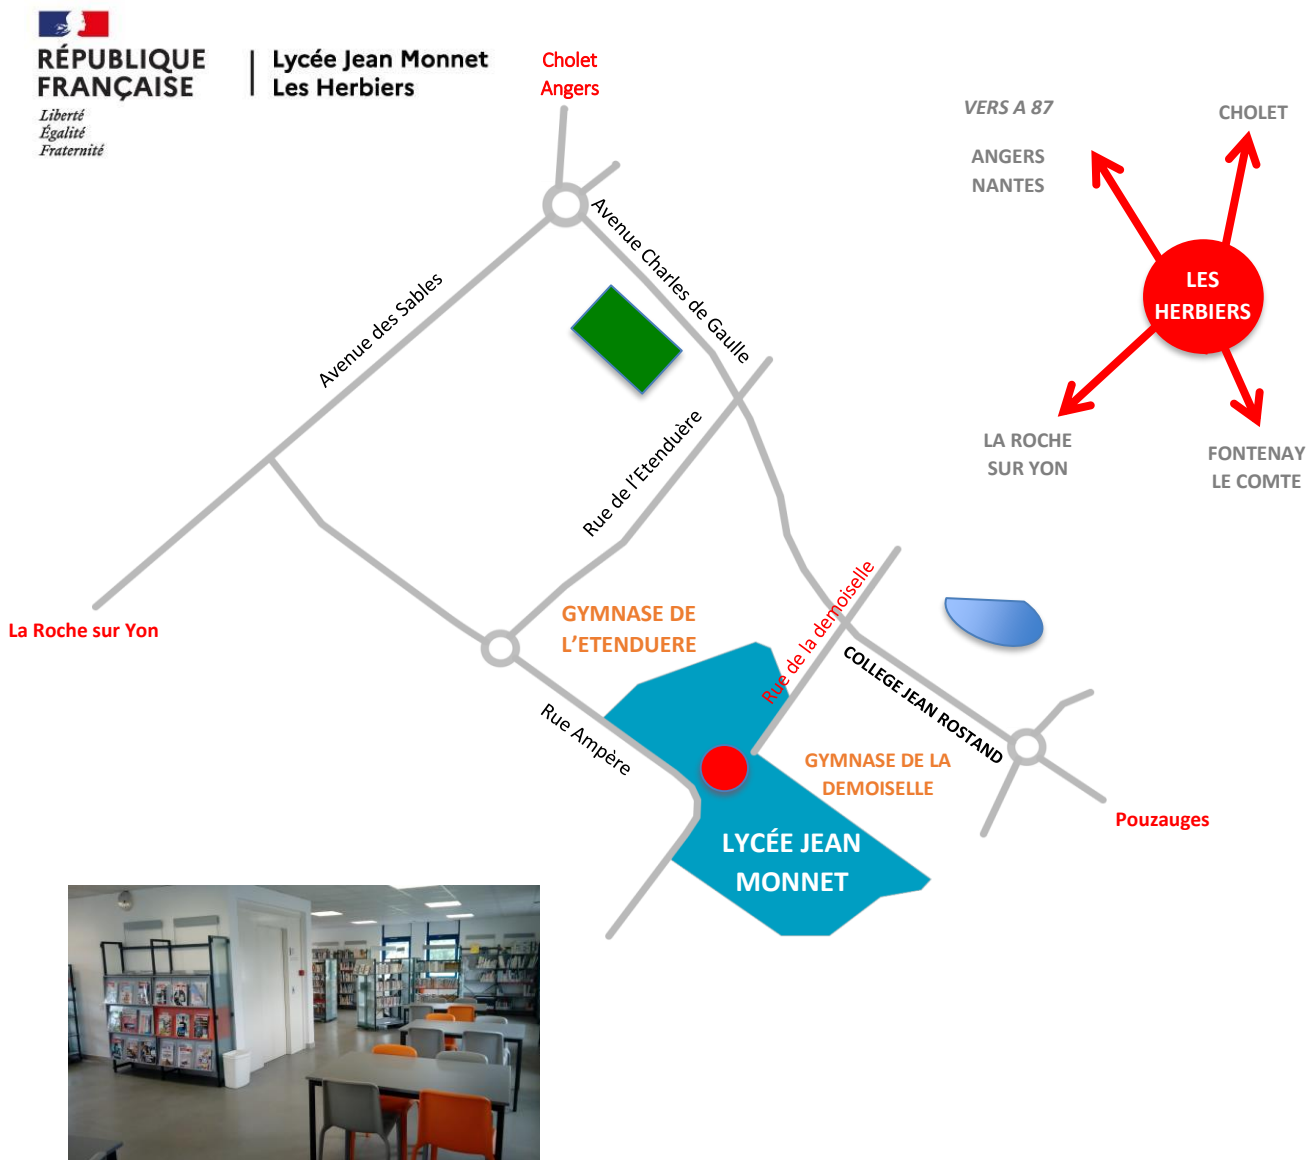 RÉPUBLIQUE
FRANÇAISE
Liberté
Égalité
Fraternité
Lycée Jean Monnet
Les Herbiers
Cholet
Angers
VERS A 87
ANGERS
NANTES
CHOLET
LES
HERBIERS
LA ROCHE
SUR YON
FONTENAY
LE COMTE
Avenue des Sables
Avenue Charles de Gaulle
Rue de l'Etenduère
La Roche sur Yon
GYMNASE DE
L'ETENDUERE
Rue de la demoiselle
COLLEGE JEAN ROSTAND
Rue Ampère
GYMNASE DE LA
DEMOISELLE
Pouzauges
LYCÉE JEAN
MONNET